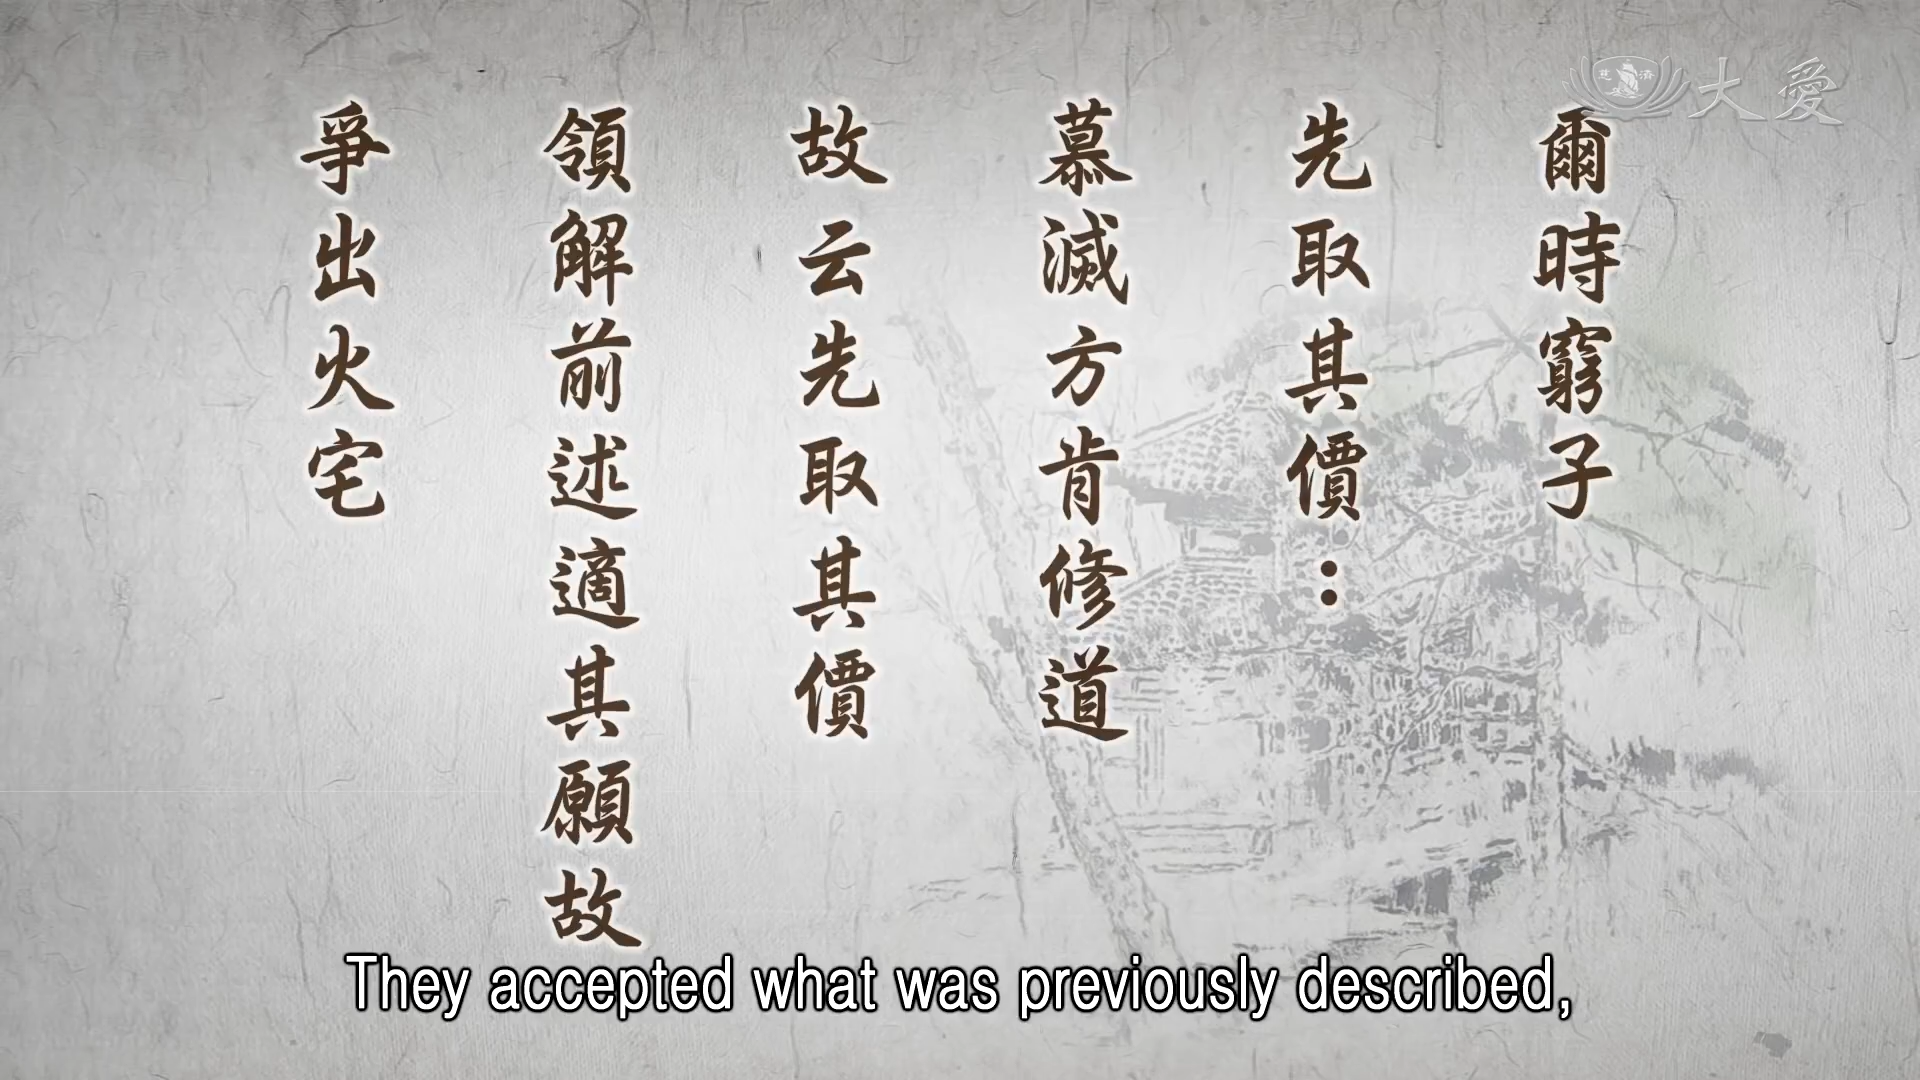 爾時窮子
先取其價：
慕滅方肯修道
故云先取其價
領解前述適其願故
爭出火宅
慈濟
大愛
They accepted what was previously described,